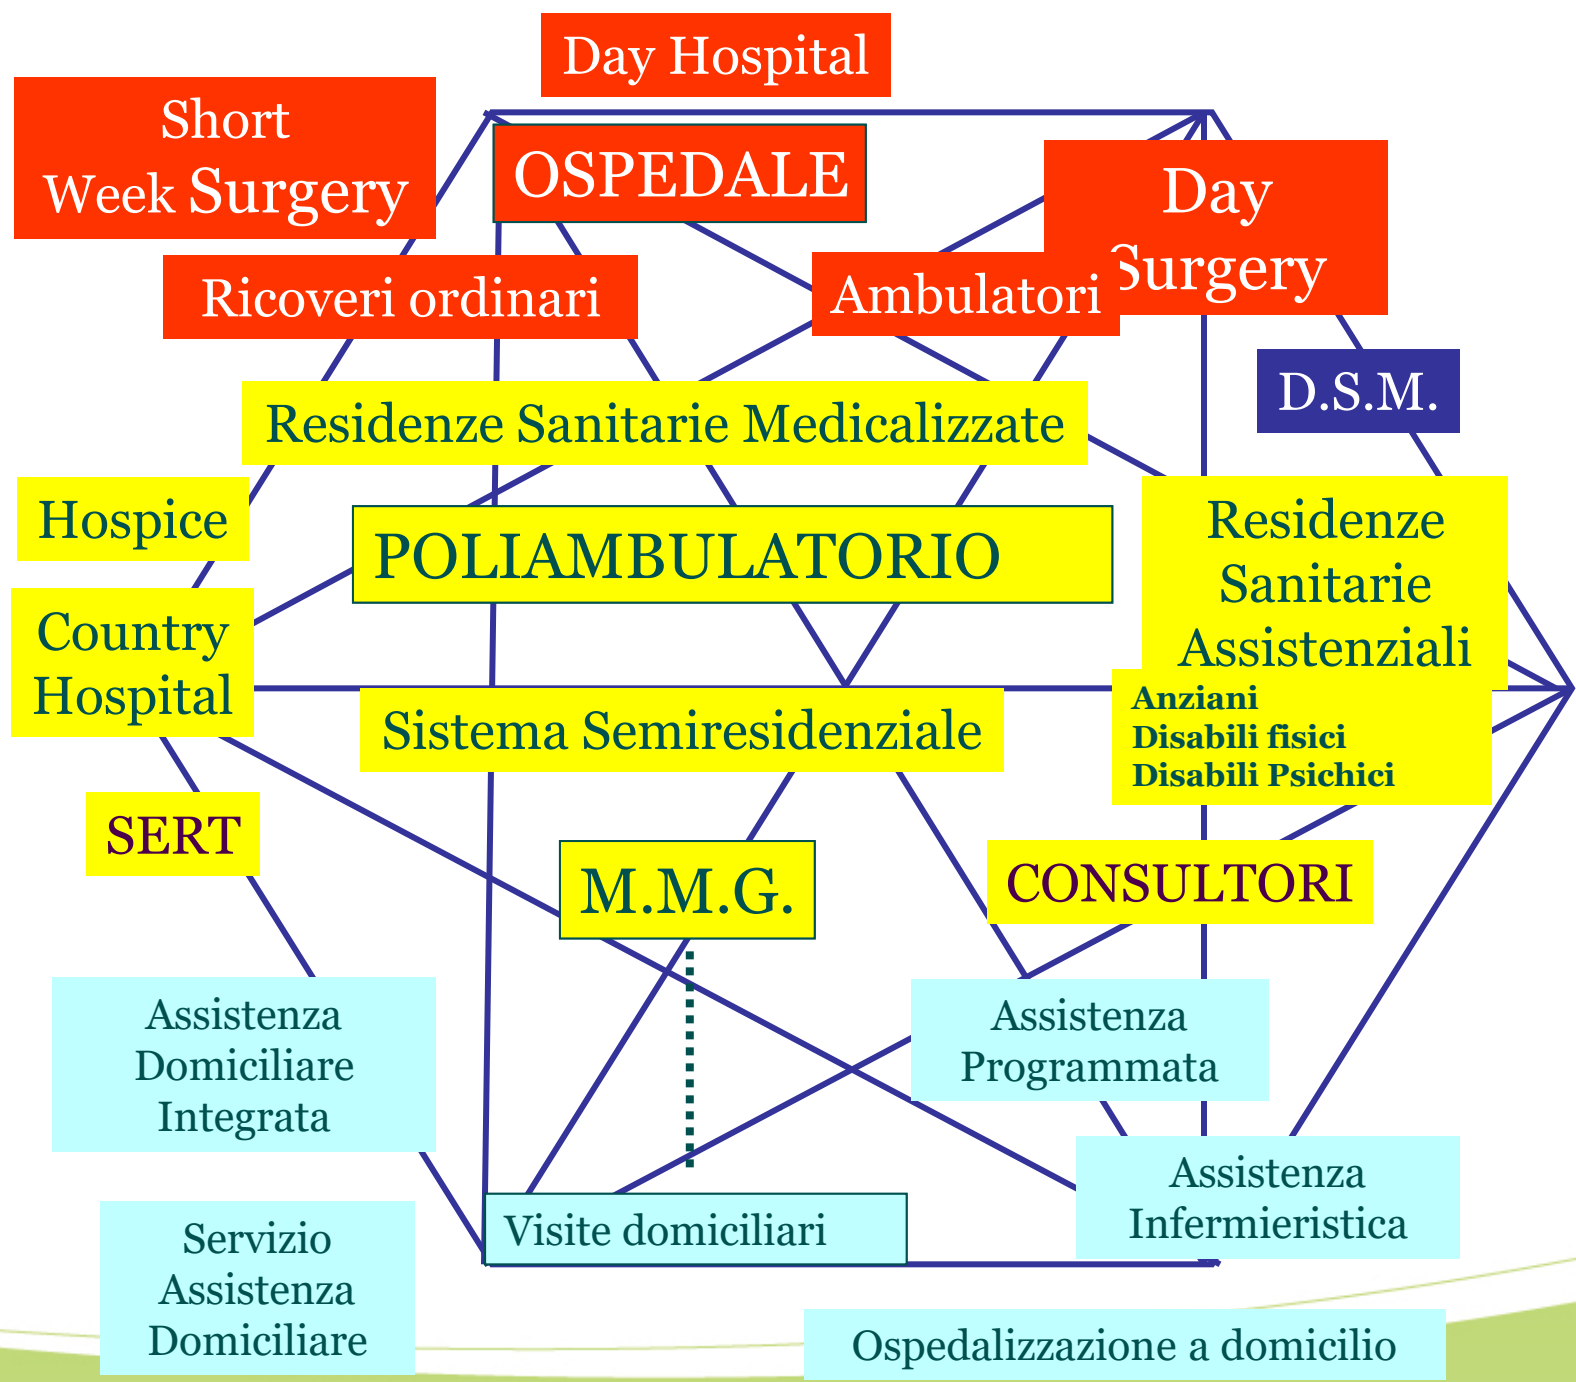 Day Hospital
Short
Week Surgery
OSPEDALE
Day
Surgery
Ricoveri ordinari
Ambulatori
D.S.M.
Residenze Sanitarie Medicalizzate
Hospice
POLIAMBULATORIO
Residenze
Sanitarie
Assistenziali
Country
Hospital
Anziani
Disabili fisici
Disabili Psichici
Sistema Semiresidenziale
SERT
M.M.G.
CONSULTORI
Assistenza
Domiciliare
Integrata
Assistenza
Programmata
Assistenza
Infermieristica
Visite domiciliari
Servizio
Assistenza
Domiciliare
Ospedalizzazione a domicilio